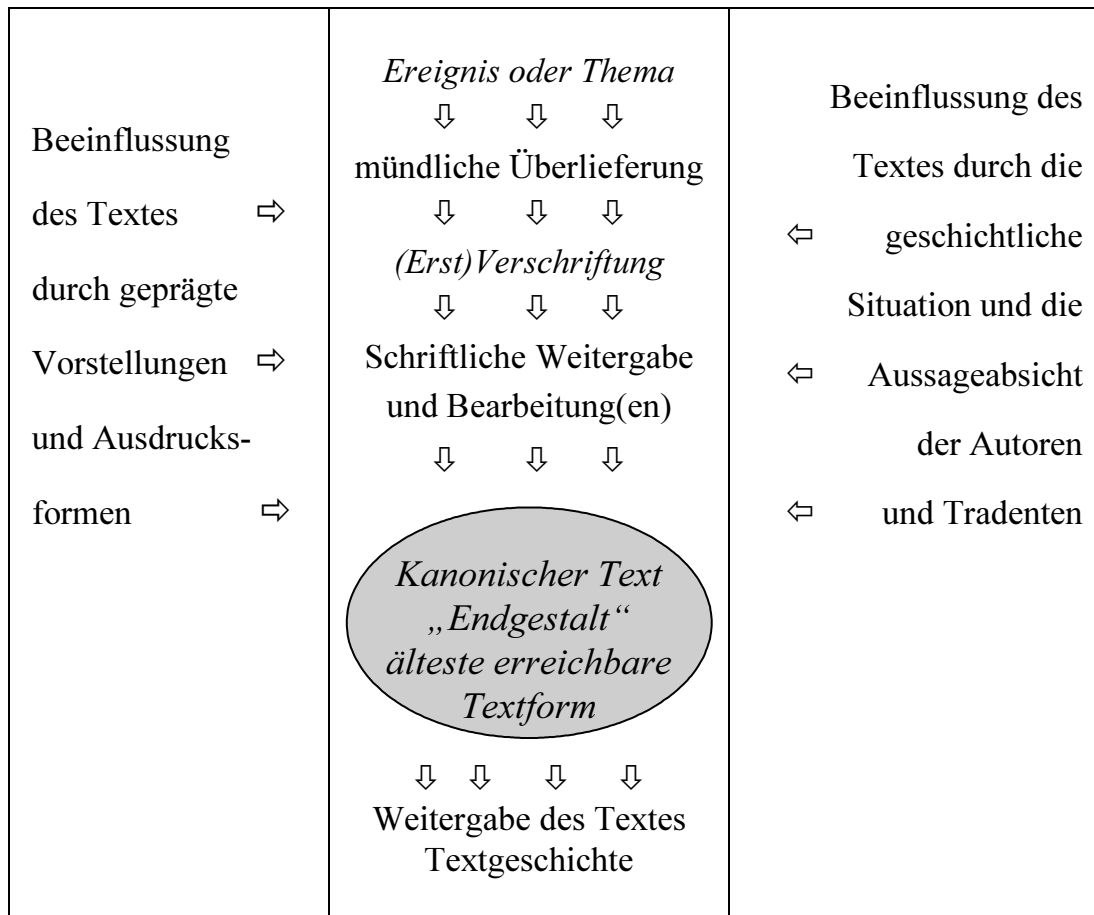 Beeinflussung
des Textes ⇨
durch geprägte
Vorstellungen ⇨
und Ausdrucks-
formen ⇨
Ereignis oder Thema
⇩ ⇩ ⇩
mündliche Überlieferung
⇩ ⇩ ⇩
(Erst)Verschriftung
⇩ ⇩ ⇩
Schriftliche Weitergabe
und Bearbeitung(en)
⇩ ⇩ ⇩
Kanonischer Text
„Endgestalt“
älteste erreichbare
Textform
⇩ ⇩ ⇩ ⇩
Weitergabe des Textes
Textgeschichte
Beeinflussung des
Textes durch die
⇦ geschichtliche
Situation und die
⇦ Aussageabsicht
der Autoren
⇦ und Tradenten